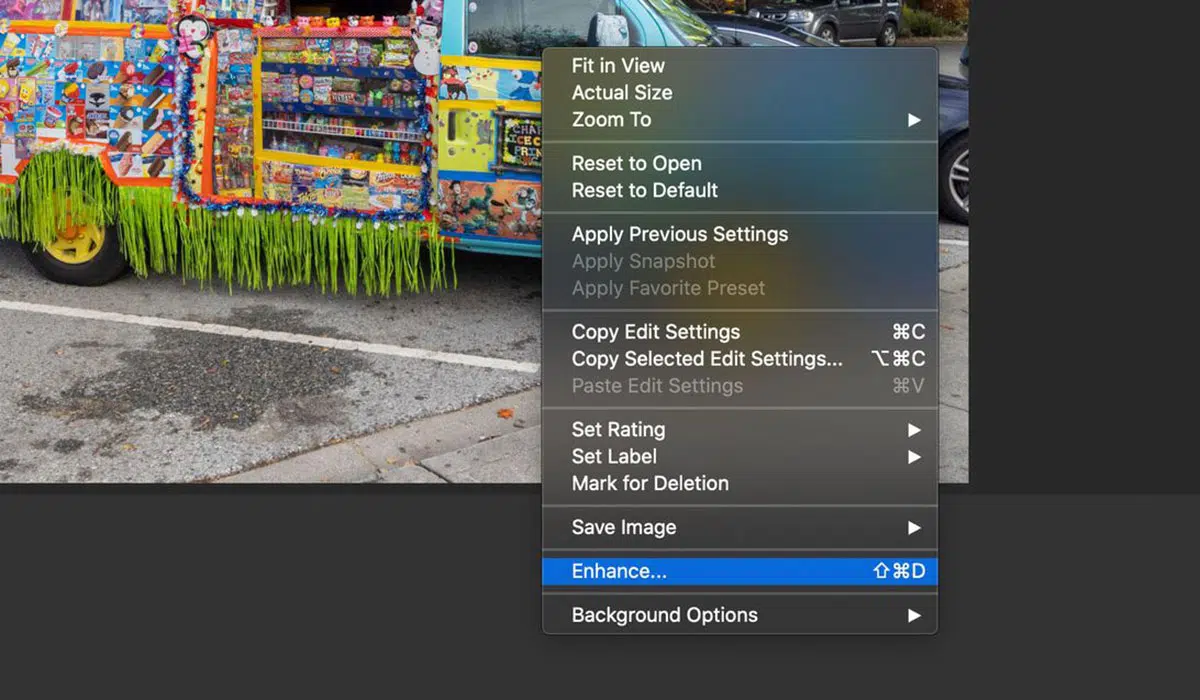 Fit in View
Actual Size
Zoom To
Reset to Open
Reset to Default
Apply Previous Settings
Apply Snapshot
Apply Favorite Preset
Copy Edit Settings ⌘C
Copy Selected Edit Settings... ⌥⌘C
Paste Edit Settings ⌘V
Set Rating
Set Label
Mark for Deletion
Save Image
Enhance... ⇧⌘D
Background Options